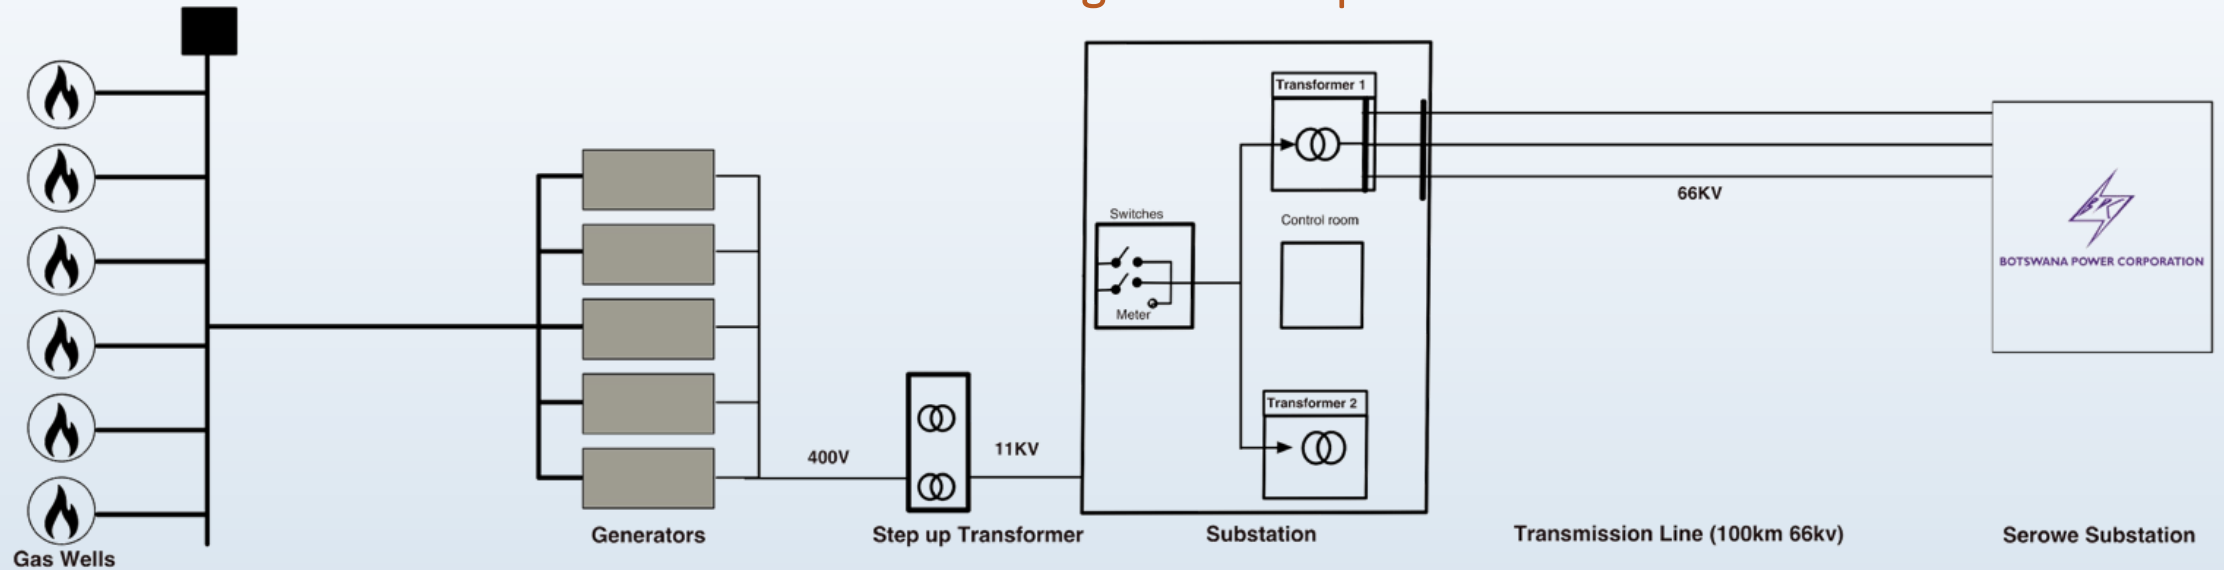 Transformer 1
66KV
Switches
Control room
BPC
BOTSWANA POWER CORPORATION
Meter
Transformer 2
400V
11KV
Gas Wells
Generators
Step up Transformer
Substation
Transmission Line (100km 66kv)
Serowe Substation